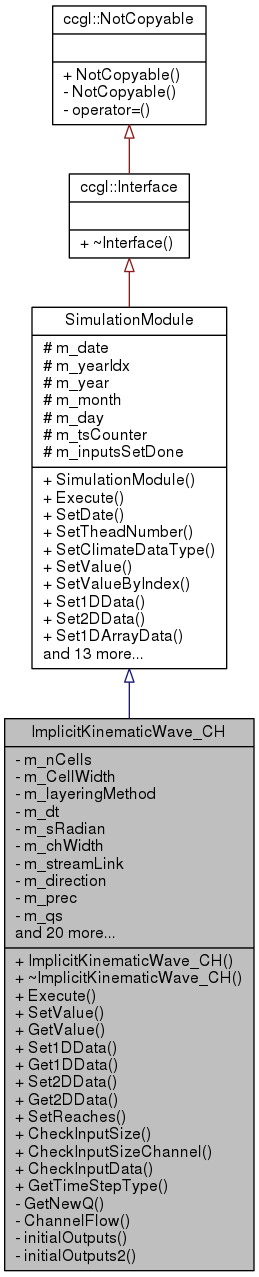 ccgl::NotCopyable
+ NotCopyable()
- NotCopyable()
- operator=()
ccgl::Interface
+ ~Interface()
SimulationModule
# m_date
# m_yearIdx
# m_year
# m_month
# m_day
# m_tsCounter
# m_inputsSetDone
+ SimulationModule()
+ Execute()
+ SetDate()
+ SetTheadNumber()
+ SetClimateDataType()
+ SetValue()
+ SetValueByIndex()
+ Set1DData()
+ Set2DData()
+ Set1DArrayData()
and 13 more...
ImplicitKinematicWave_CH
- m_nCells
- m_CellWidth
- m_layeringMethod
- m_dt
- m_sRadian
- m_chWidth
- m_streamLink
- m_direction
- m_prec
- m_qs
and 20 more...
+ ImplicitKinematicWave_CH()
+ ~ImplicitKinematicWave_CH()
+ Execute()
+ SetValue()
+ GetValue()
+ Set1DData()
+ Get1DData()
+ Set2DData()
+ Get2DData()
+ SetReaches()
+ CheckInputSize()
+ CheckInputSizeChannel()
+ CheckInputData()
+ GetTimeStepType()
- GetNewQ()
- ChannelFlow()
- initialOutputs()
- initialOutputs2()